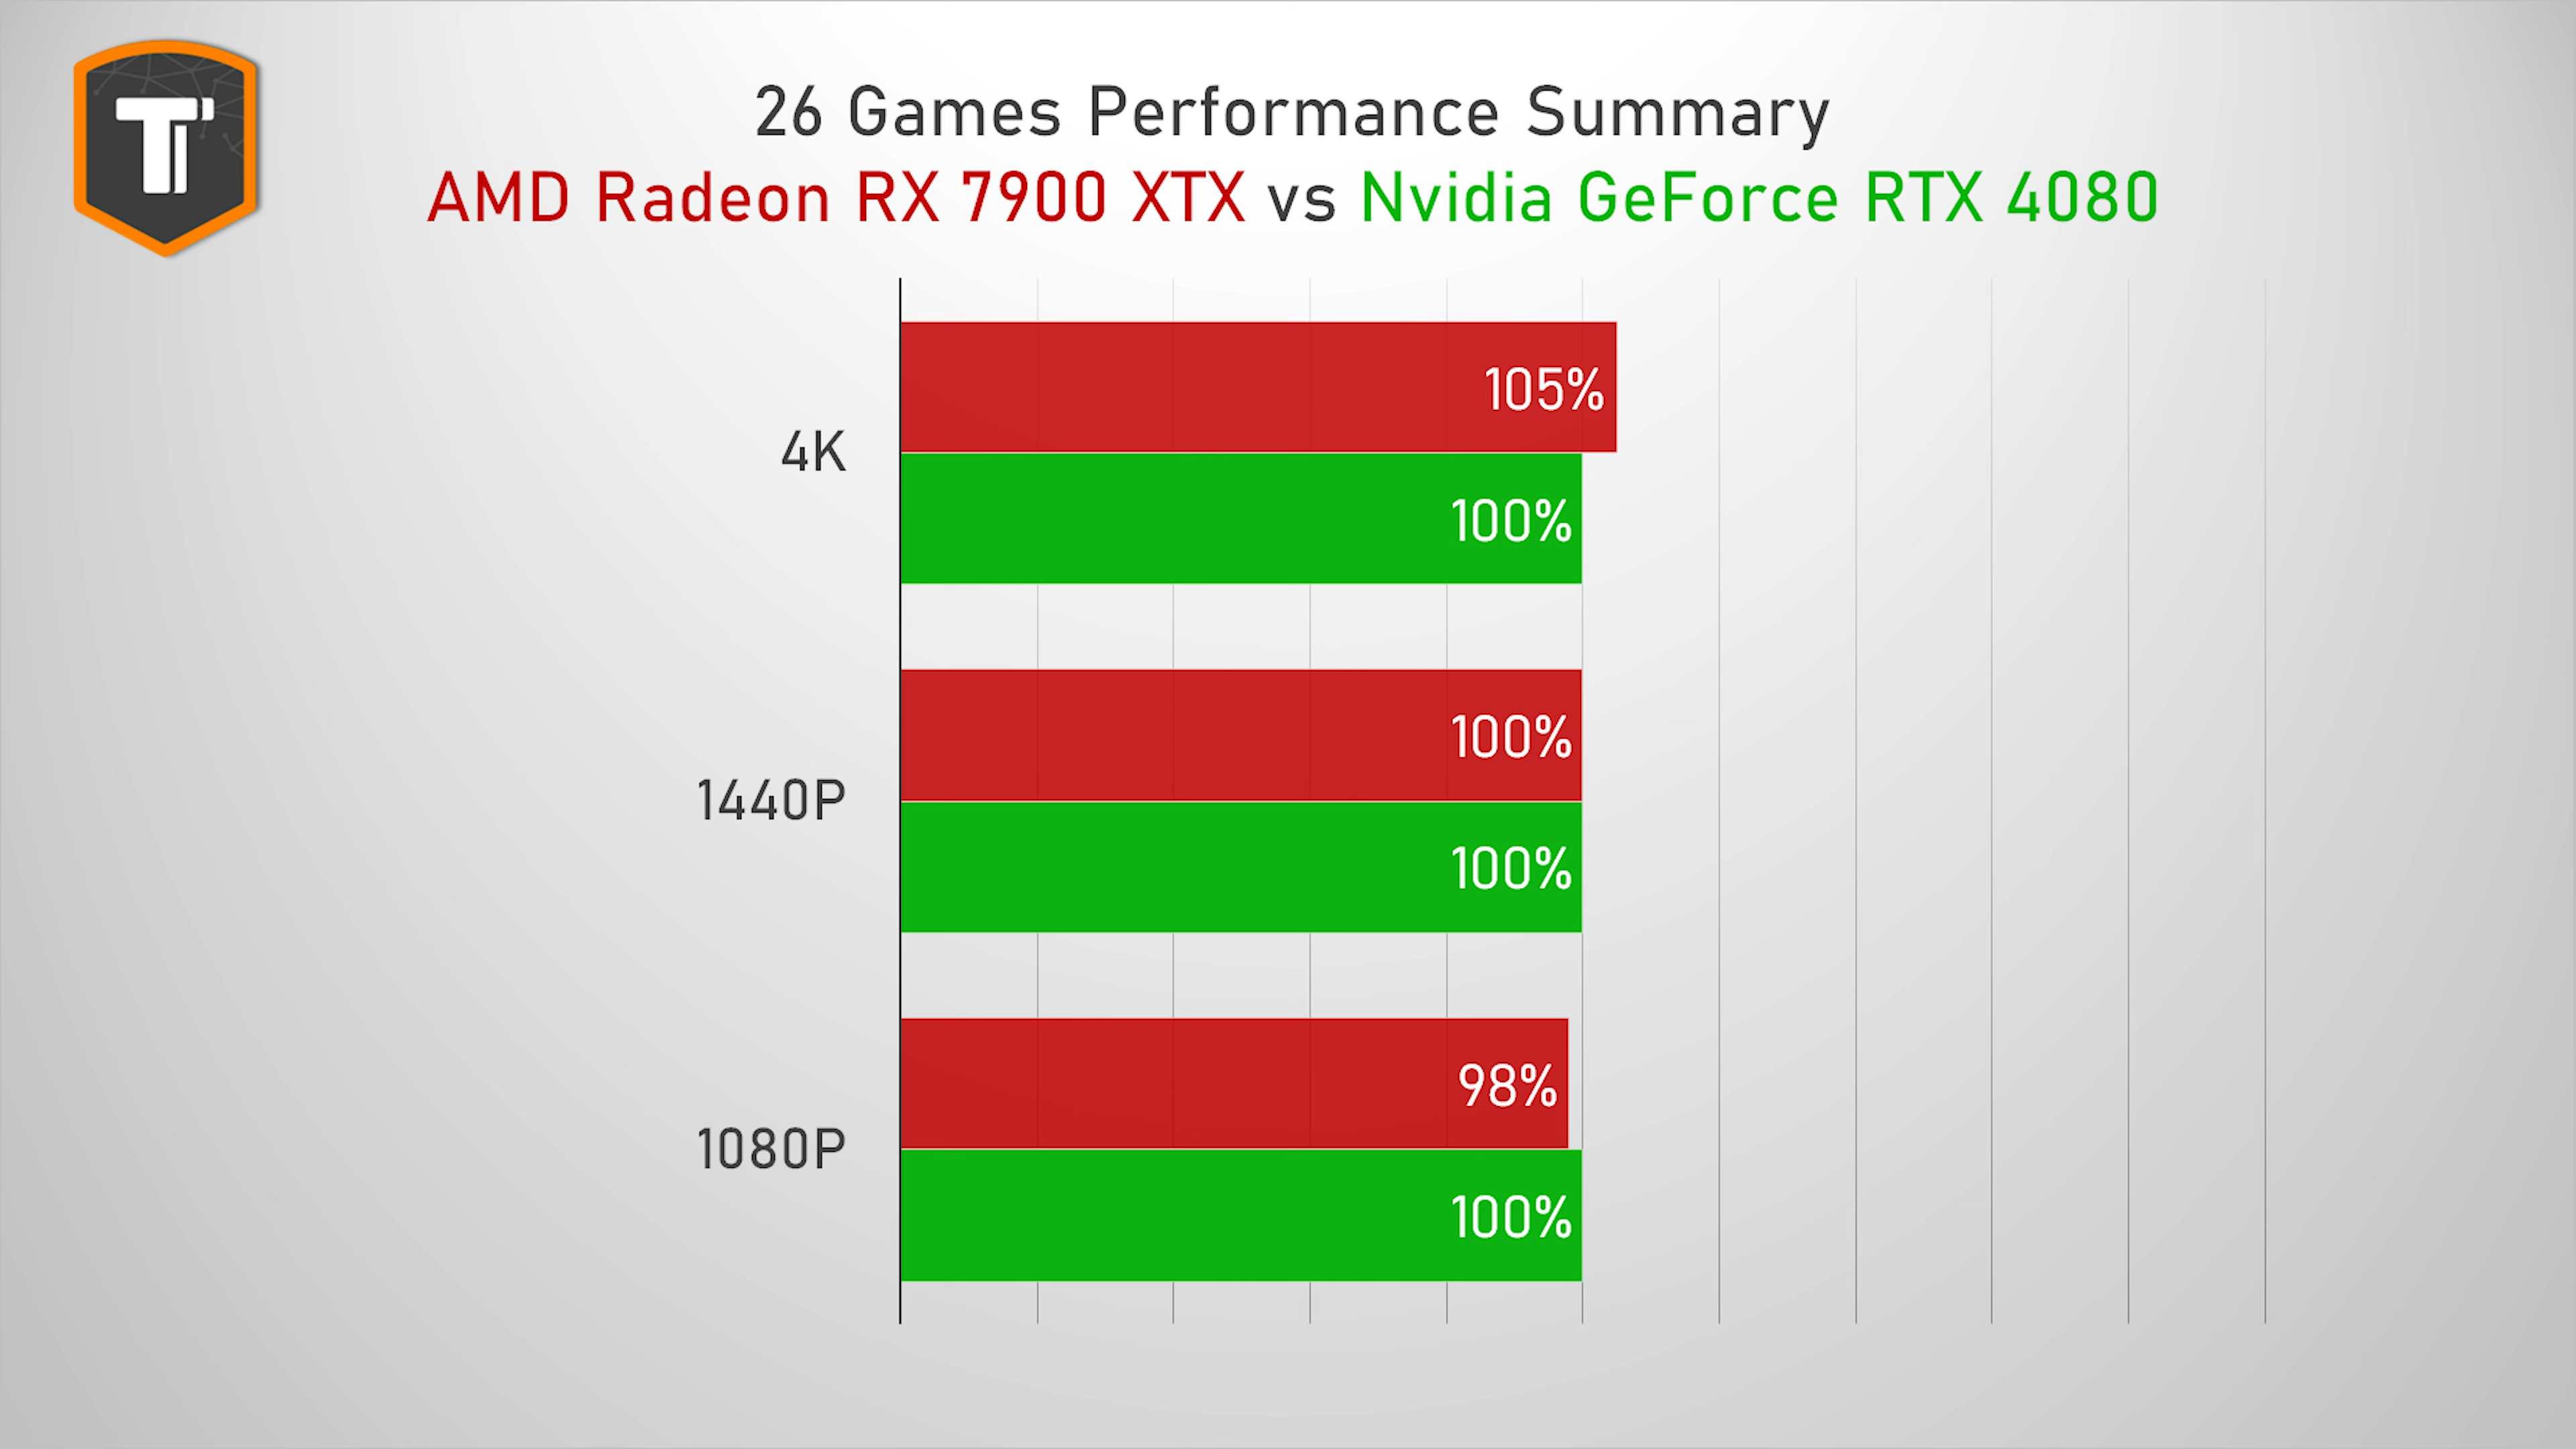 T
26 Games Performance Summary
AMD Radeon RX 7900 XTX vs Nvidia GeForce RTX 4080
4K
105%
100%
1440P
100%
100%
1080P
98%
100%